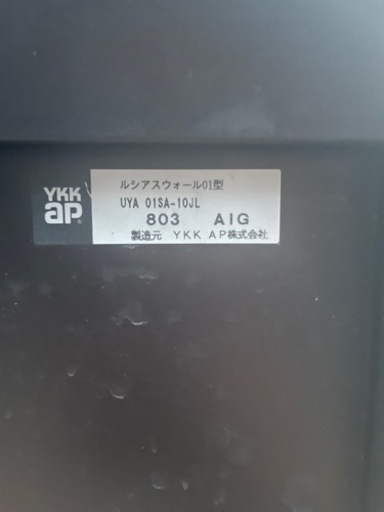 YKK
aP
ルシアスウォール01型
UYA 01SA-10JL
803 AIG
製造元 YKK AP株式会社